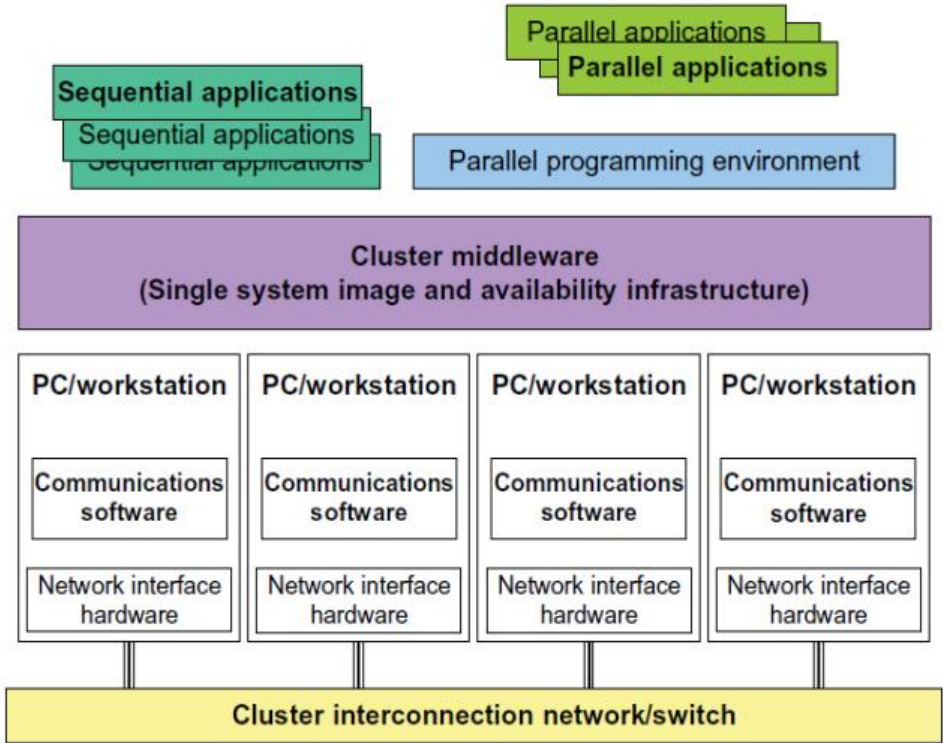 Parallel applications
Parallel applications
Sequential applications
Sequential applications
Sequential applications
Parallel programming environment
Cluster middleware
(Single system image and availability infrastructure)
PC/workstation
PC/workstation
PC/workstation
PC/workstation
Communications
software
Communications
software
Communications
software
Communications
software
Network interface
hardware
Network interface
hardware
Network interface
hardware
Network interface
hardware
Cluster interconnection network/switch